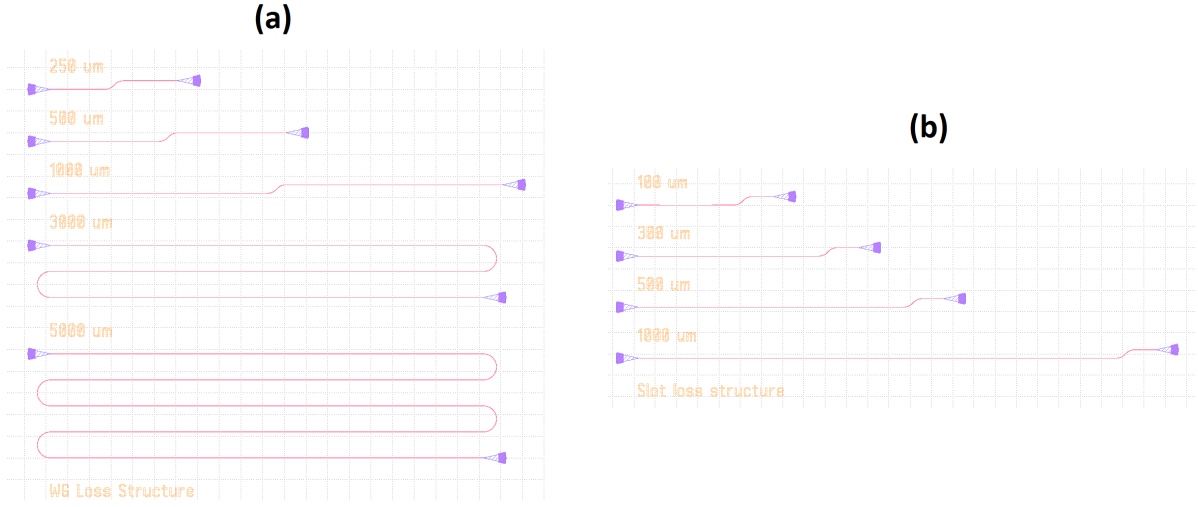 (a)
250 um
500 um
1000 um
3000 um
5000 um
WG Loss Structure
(b)
100 um
300 um
500 um
1000 um
Slot loss structure